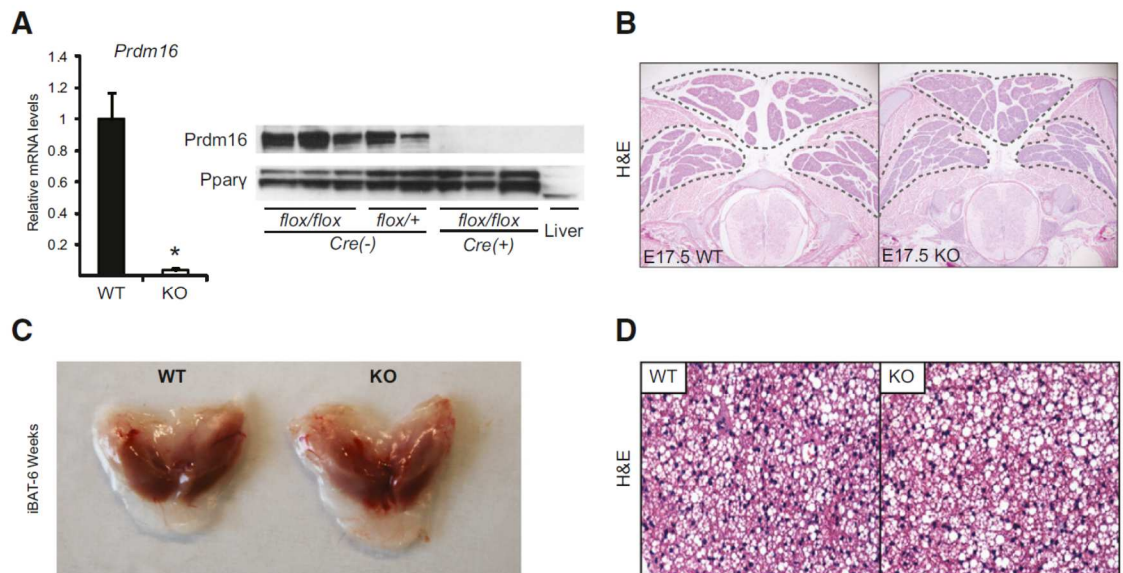 A
Prdm16
Relative mRNA levels
1.4
1.2
1
0.8
0.6
0.4
0.2
*
WT KO
Prdm16
Pparγ
flox/flox flox/+ flox/flox Liver
Cre(-) Cre(+)
B
H&E
E17.5 WT E17.5 KO
C
iBAT-6 Weeks
WT KO
D
H&E
WT KO